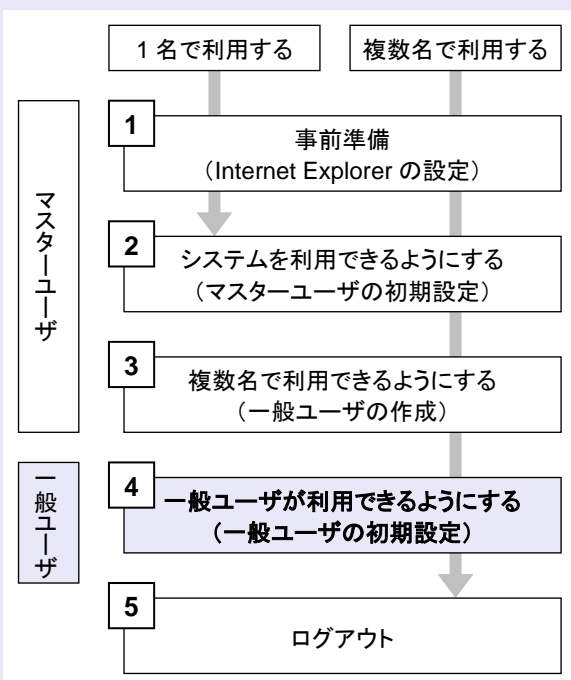 1 名で利用する
複数名で利用する
マスターユーザ
1
事前準備
（Internet Explorer の設定）
2
システムを利用できるようにする
（マスターユーザの初期設定）
3
複数名で利用できるようにする
（一般ユーザの作成）
一般ユーザ
4
一般ユーザが利用できるようにする
（一般ユーザの初期設定）
5
ログアウト